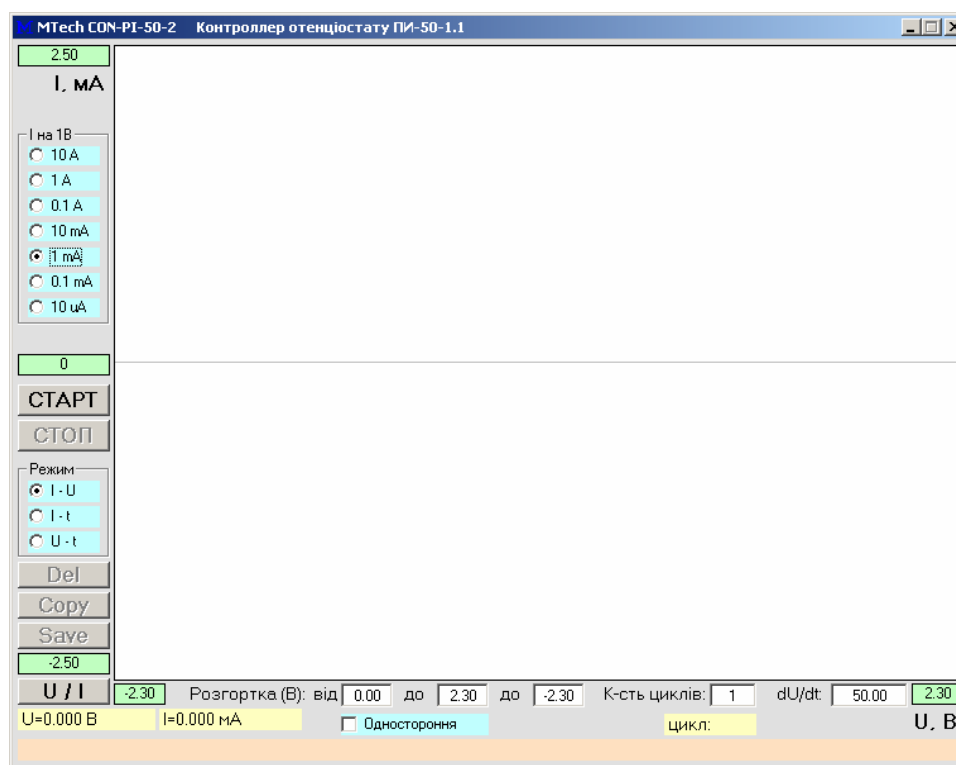 MTech CON-PI-50-2 Контроллер отенціостату ПИ-50-1.1
2.50
I, мА
I на 1В
10 A
1 A
0.1 A
10 mA
1 mA
0.1 mA
10 uA
0
СТАРТ
СТОП
Режим
I - U
I - t
U - t
Del
Copy
Save
-2.50
U / I
-2.30 Розгортка (В): від 0.00 до 2.30 до -2.30 К-сть циклів: 1 dU/dt: 50.00 2.30
U=0.000 В I=0.000 мА Одностороння цикл: U, В